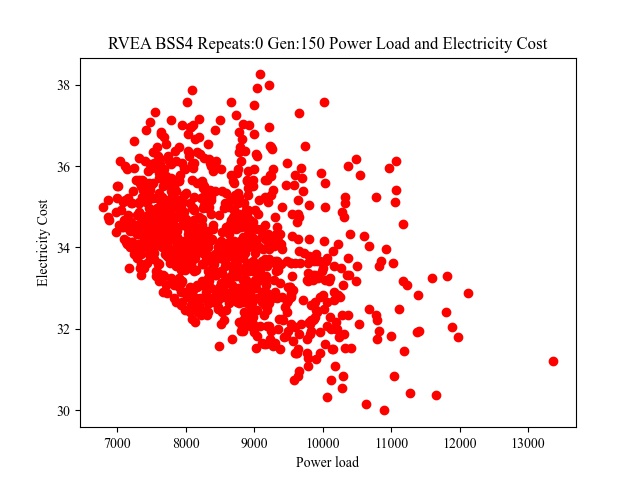 RVEA BSS4 Repeats:0 Gen:150 Power Load and Electricity Cost
38
36
34
32
30
Electricity Cost
7000 8000 9000 10000 11000 12000 13000
Power load